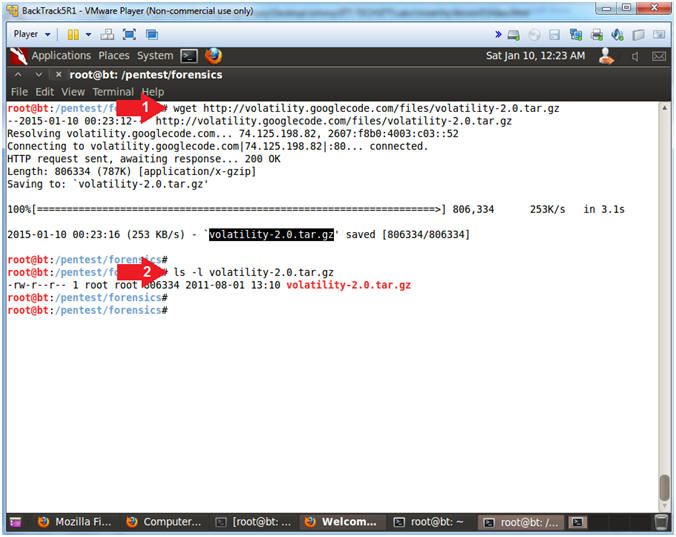 BackTrack5R1 - VMware Player (Non-commercial use only)
Player
Applications Places System
Sat Jan 10, 12:23 AM
root@bt: /pentest/forensics
File Edit View Terminal Help
root@bt:/pentest/fo 1 # wget http://volatility.googlecode.com/files/volatility-2.0.tar.gz
--2015-01-10 00:23:12-- http://volatility.googlecode.com/files/volatility-2.0.tar.gz
Resolving volatility.googlecode.com... 74.125.198.82, 2607:f8b0:4003:c03::52
Connecting to volatility.googlecode.com|74.125.198.82|:80... connected.
HTTP request sent, awaiting response... 200 OK
Length: 806334 (787K) [application/x-gzip]
Saving to: `volatility-2.0.tar.gz'
100%[======================================================================>] 806,334 253K/s in 3.1s
2015-01-10 00:23:16 (253 KB/s) - `volatility-2.0.tar.gz' saved [806334/806334]
root@bt:/pentest/forensics#
root@bt:/pentest/fo 2 # ls -l volatility-2.0.tar.gz
-rw-r--r-- 1 root root 806334 2011-08-01 13:10 volatility-2.0.tar.gz
root@bt:/pentest/forensics#
root@bt:/pentest/forensics#
Mozilla Fi... Computer... [root@bt: ... Welcom... root@bt: ~ root@bt: /...